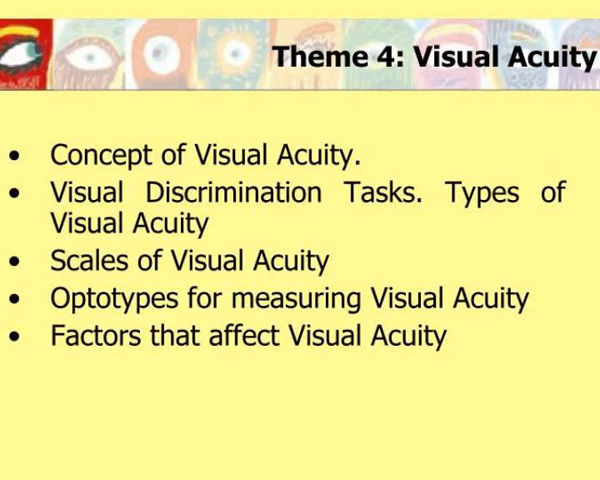 Theme 4: Visual Acuity
• Concept of Visual Acuity.
• Visual Discrimination Tasks. Types of
Visual Acuity
• Scales of Visual Acuity
• Optotypes for measuring Visual Acuity
• Factors that affect Visual Acuity